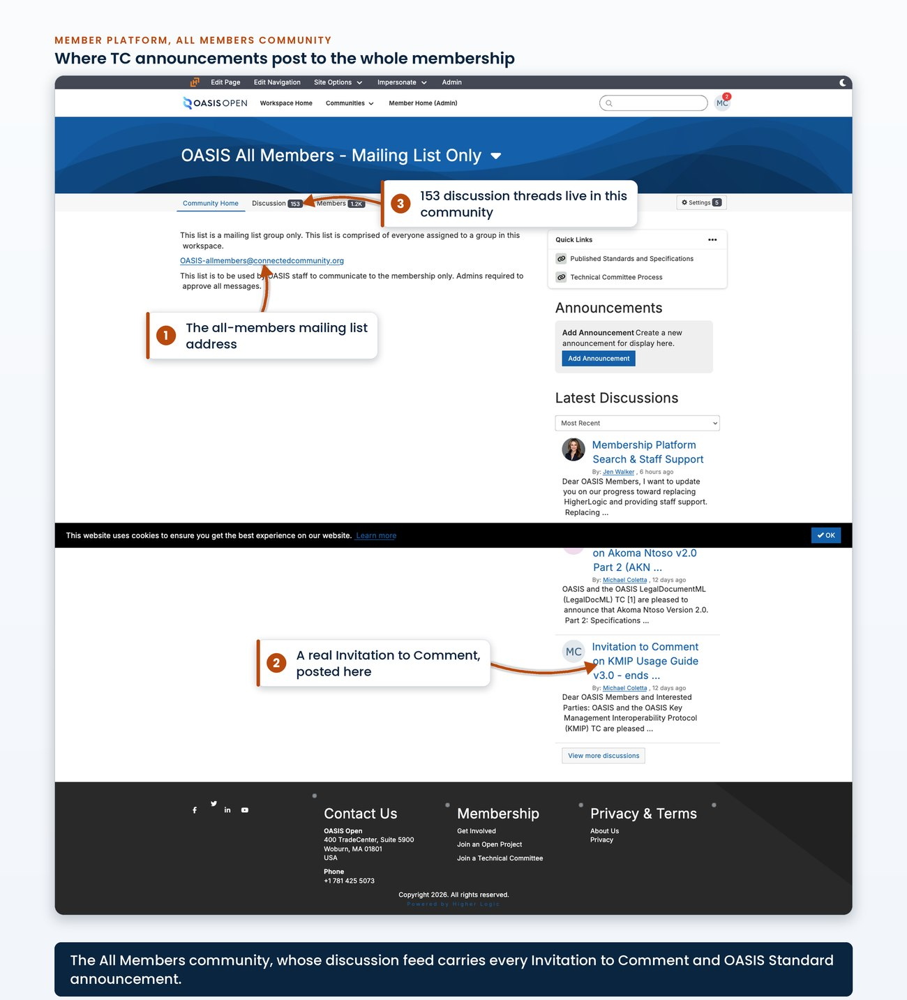 MEMBER PLATFORM, ALL MEMBERS COMMUNITY
Where TC announcements post to the whole membership
Edit Page Edit Navigation Site Options Impersonate Admin
OASIS OPEN Workspace Home Communities Member Home (Admin) MC 2
OASIS All Members - Mailing List Only
Community Home Discussion 153 Members 1.2K Settings 5
3 153 discussion threads live in this
community
This list is a mailing list group only. This list is comprised of everyone assigned to a group in this
workspace.
OASIS-allmembers@connectedcommunity.org
This list is to be used by OASIS staff to communicate to the membership only. Admins required to
approve all messages.
1 The all-members mailing list
address
Quick Links
Published Standards and Specifications
Technical Committee Process
Announcements
Add Announcement Create a new
announcement for display here.
Add Announcement
Latest Discussions
Most Recent
Membership Platform
Search & Staff Support
By: Jen Walker , 6 hours ago
Dear OASIS Members, I want to update
you on our progress toward replacing
HigherLogic and providing staff support.
Replacing ...
This website uses cookies to ensure you get the best experience on our website. Learn more OK
on Akoma Ntoso v2.0
Part 2 (AKN ...
By: Michael Coletta , 12 days ago
OASIS and the OASIS LegalDocumentML
(LegalDocML) TC [1] are pleased to
announce that Akoma Ntoso Version 2.0.
Part 2: Specifications ...
2 A real Invitation to Comment,
posted here
MC Invitation to Comment
on KMIP Usage Guide
v3.0 - ends ...
By: Michael Coletta , 12 days ago
Dear OASIS Members and Interested
Parties: OASIS and the OASIS Key
Management Interoperability Protocol
(KMIP) TC are pleased ...
View more discussions
Contact Us
OASIS Open
400 TradeCenter, Suite 5900
Woburn, MA 01801
USA
Phone
+1 781 425 5073
Membership
Get Involved
Join an Open Project
Join a Technical Committee
Privacy & Terms
About Us
Privacy
Copyright 2026. All rights reserved.
Powered by Higher Logic
The All Members community, whose discussion feed carries every Invitation to Comment and OASIS Standard
announcement.